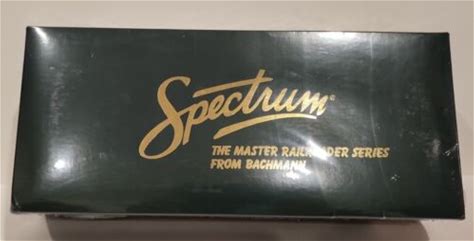 Spectrum®
THE MASTER RAILROADER SERIES
FROM BACHMANN